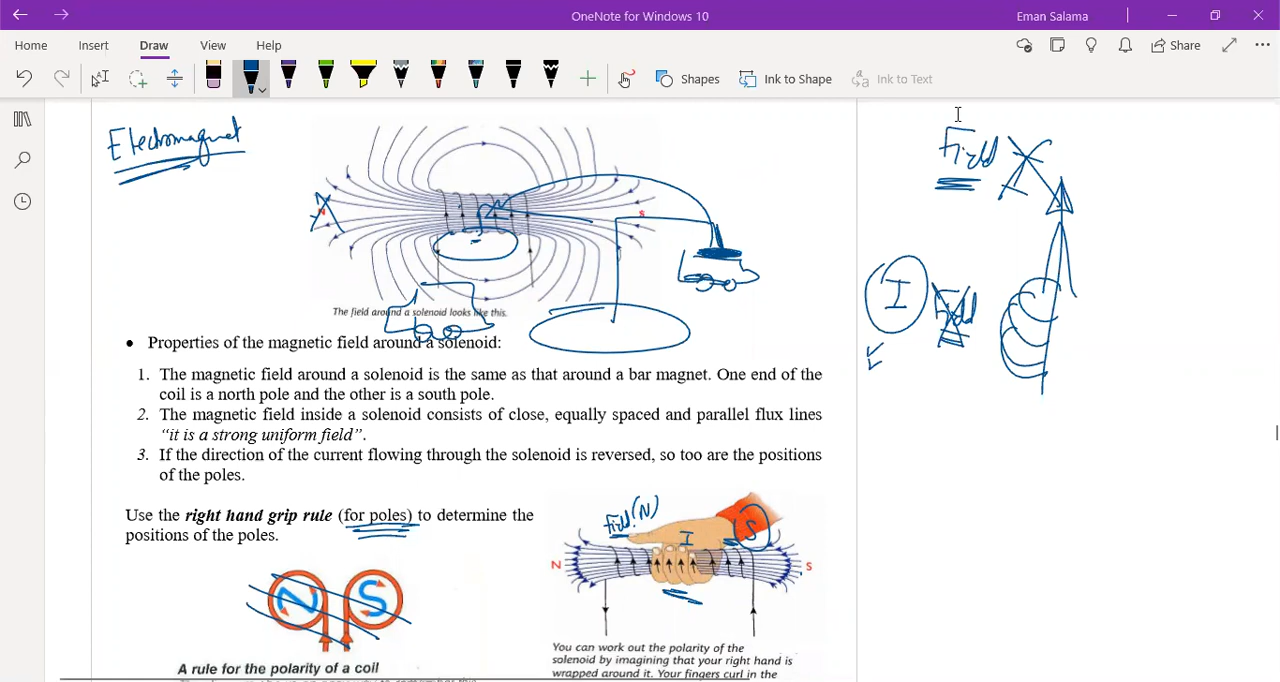 OneNote for Windows 10
Eman Salama
Home Insert Draw View Help
Share
Shapes Ink to Shape Ink to Text
Electromagnet
Field
N
S
I Field
The field around a solenoid looks like this.
• Properties of the magnetic field around a solenoid:
1. The magnetic field around a solenoid is the same as that around a bar magnet. One end of the
coil is a north pole and the other is a south pole.
2. The magnetic field inside a solenoid consists of close, equally spaced and parallel flux lines
“it is a strong uniform field”.
3. If the direction of the current flowing through the solenoid is reversed, so too are the positions
of the poles.
Use the right hand grip rule (for poles) to determine the
positions of the poles.
Field (N)
I
S
N
S
N S
A rule for the polarity of a coil
You can work out the polarity of the
solenoid by imagining that your right hand is
wrapped around it. Your fingers curl in the